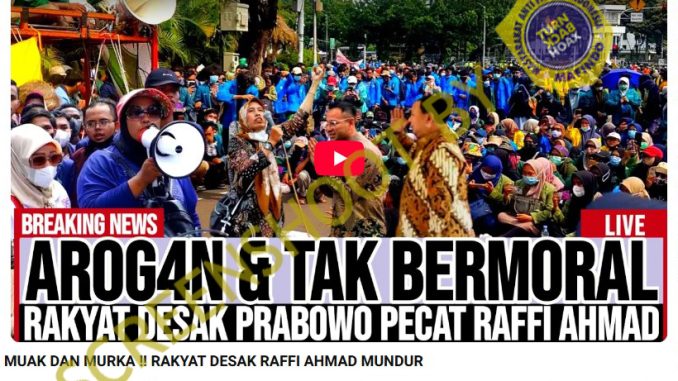 TURN
OAB
HOAX
BREAKING NEWS
LIVE
AROG4N & TAK BERMORAL
RAKYAT DESAK PRABOWO PECAT RAFFI AHMAD
SCREENSHOOT BY
MUAK DAN MURKA !! RAKYAT DESAK RAFFI AHMAD MUNDUR